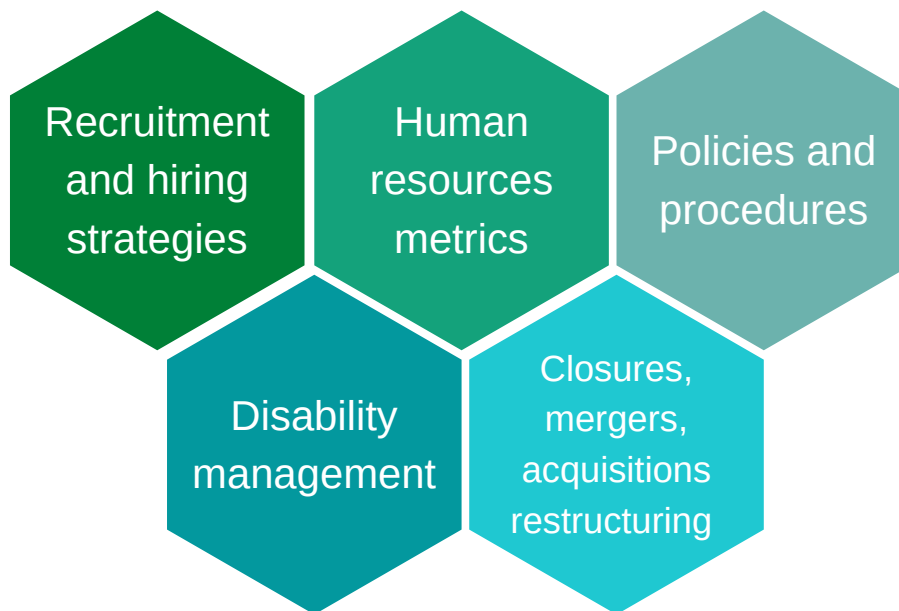 Recruitment
and hiring
strategies
Human
resources
metrics
Policies and
procedures
Disability
management
Closures,
mergers,
acquisitions
restructuring